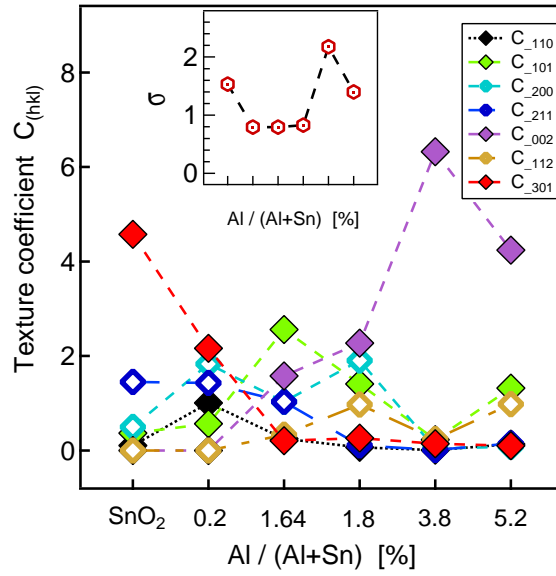 8
6
4
2
0
Texture coefficient C(hkl)
SnO2
0.2
1.64
1.8
3.8
5.2
Al / (Al+Sn) [%]
2
1
0
σ
Al / (Al+Sn) [%]
C_110
C_101
C_200
C_211
C_002
C_112
C_301